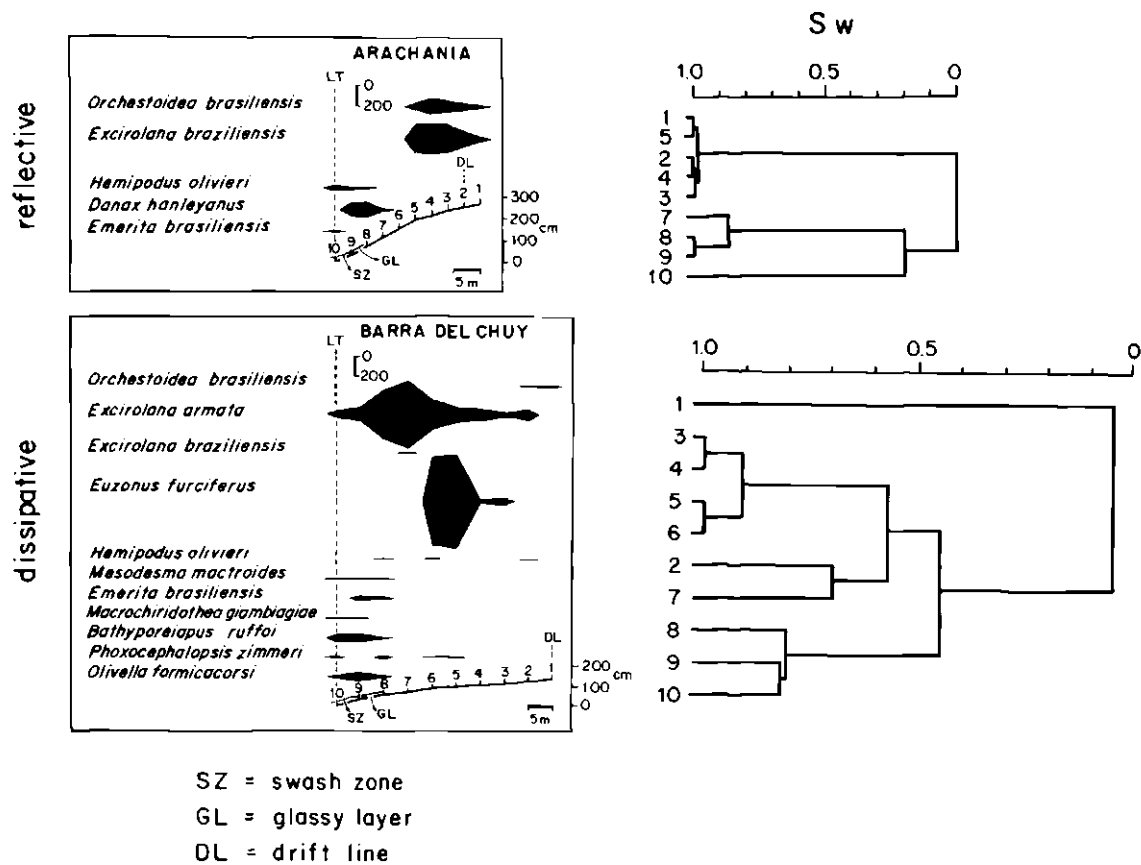 Sw
reflective
ARACHANIA
LT
0
200
Orchestoidea brasiliensis
Excirolana braziliensis
DL
Hemipodus olivieri
Donax hanleyanus
Emerita brasiliensis
10 9 8 7 6 5 4 3 2 1
300
200
100 cm
0
GL
SZ
5 m
1.0 0.5 0
1
5
2
4
3
7
8
9
10
dissipative
BARRA DEL CHUY
LT
0
200
Orchestoidea brasiliensis
Excirolana armata
Excirolana braziliensis
Euzonus furciferus
Hemipodus olivieri
Mesodesma mactroides
Emerita brasiliensis
Macrochiridothea giambiagiae
Bathyporeiapus ruffoi
Phoxocephalopsis zimmeri
Olivella formicacorsi
DL
10 9 8 7 6 5 4 3 2
200 cm
100
0
SZ GL
5m
1.0 0.5 0
1
3
4
5
6
2
7
8
9
10
SZ = swash zone
GL = glassy layer
DL = drift line